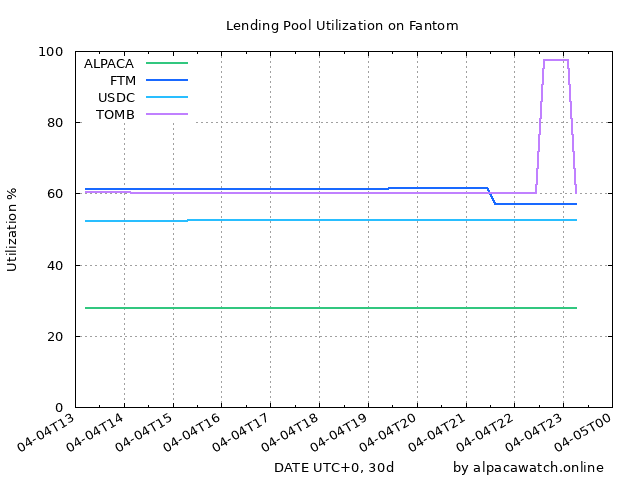 Lending Pool Utilization on Fantom
100
80
60
40
20
0
Utilization %
ALPACA
FTM
USDC
TOMB
04-04T13
04-04T14
04-04T15
04-04T16
04-04T17
04-04T18
04-04T19
04-04T20
04-04T21
04-04T22
04-04T23
04-05T00
DATE UTC+0, 30d
by alpacawatch.online